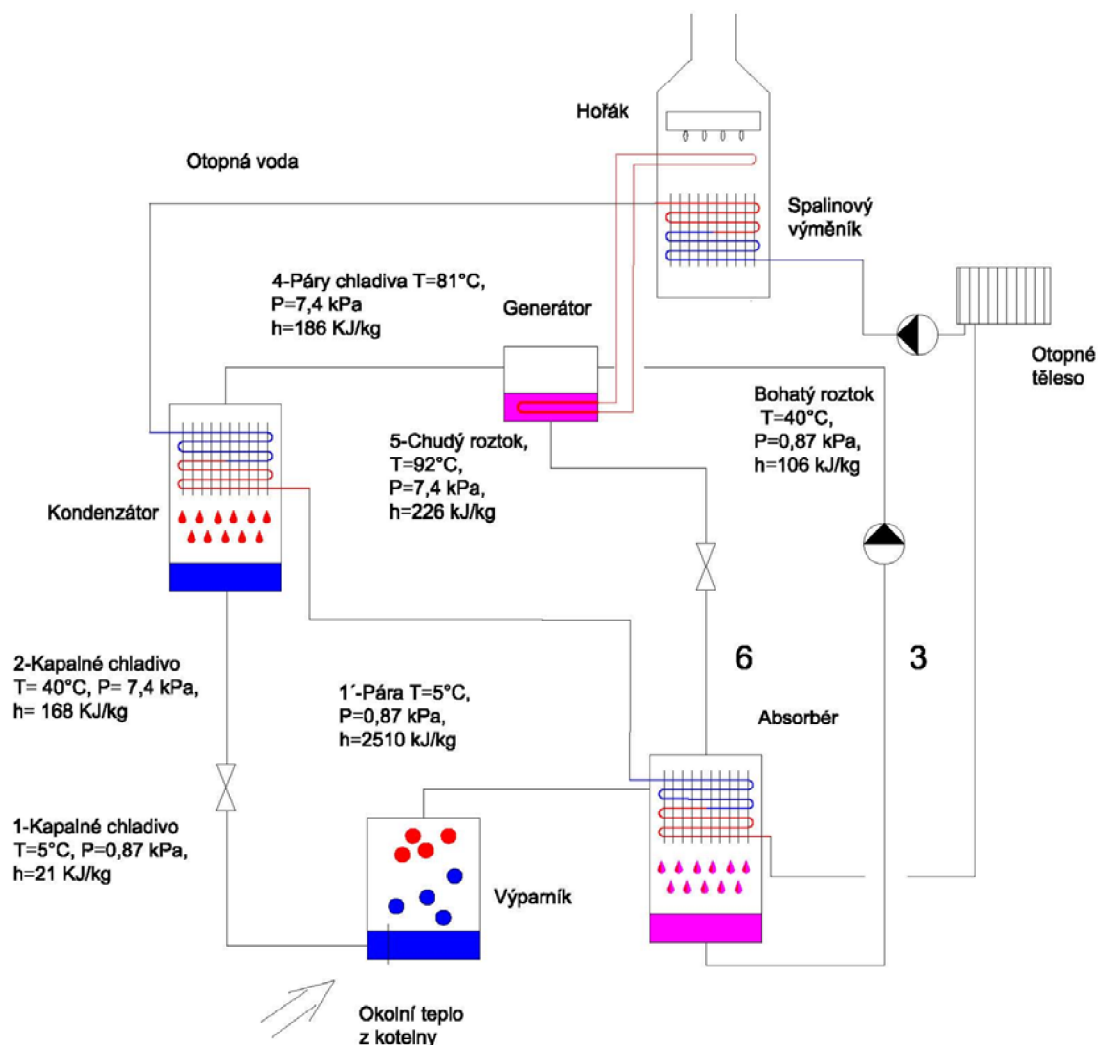 Hořák
Otopná voda
Spalinový
výměník
4-Páry chladiva T=81°C,
P=7,4 kPa
h=186 KJ/kg
Generátor
Otopné
těleso
Bohatý roztok
T=40°C,
P=0,87 kPa,
h=106 kJ/kg
5-Chudý roztok,
T=92°C,
P=7,4 kPa,
h=226 kJ/kg
Kondenzátor
2-Kapalné chladivo
T= 40°C, P= 7,4 kPa,
h= 168 KJ/kg
1´-Pára T=5°C,
P=0,87 kPa,
h=2510 kJ/kg
6
3
Absorbér
1-Kapalné chladivo
T=5°C, P=0,87 kPa,
h=21 KJ/kg
Výparník
Okolní teplo
z kotelny